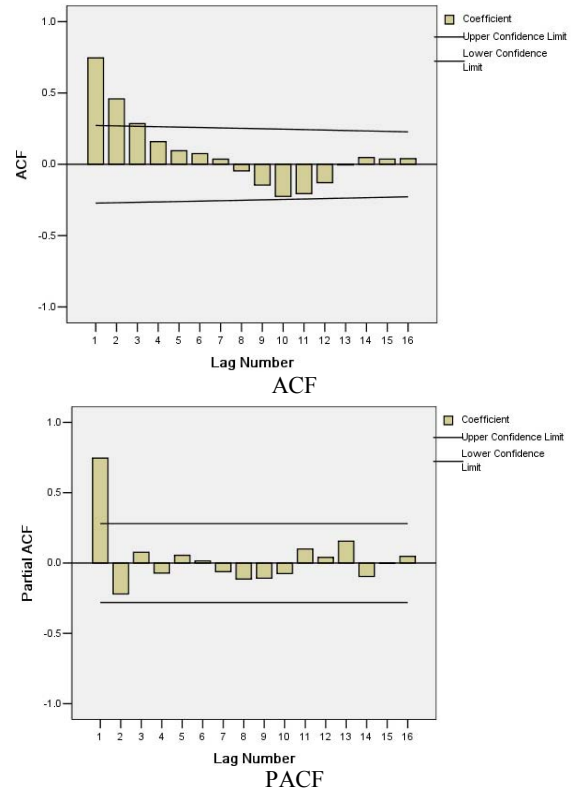 1.0
0.5
0.0
-0.5
-1.0
ACF
1 2 3 4 5 6 7 8 9 10 11 12 13 14 15 16
Lag Number
Coefficient
Upper Confidence Limit
Lower Confidence
Limit
ACF
1.0
0.5
0.0
-0.5
-1.0
Partial ACF
1 2 3 4 5 6 7 8 9 10 11 12 13 14 15 16
Lag Number
Coefficient
Upper Confidence Limit
Lower Confidence
Limit
PACF